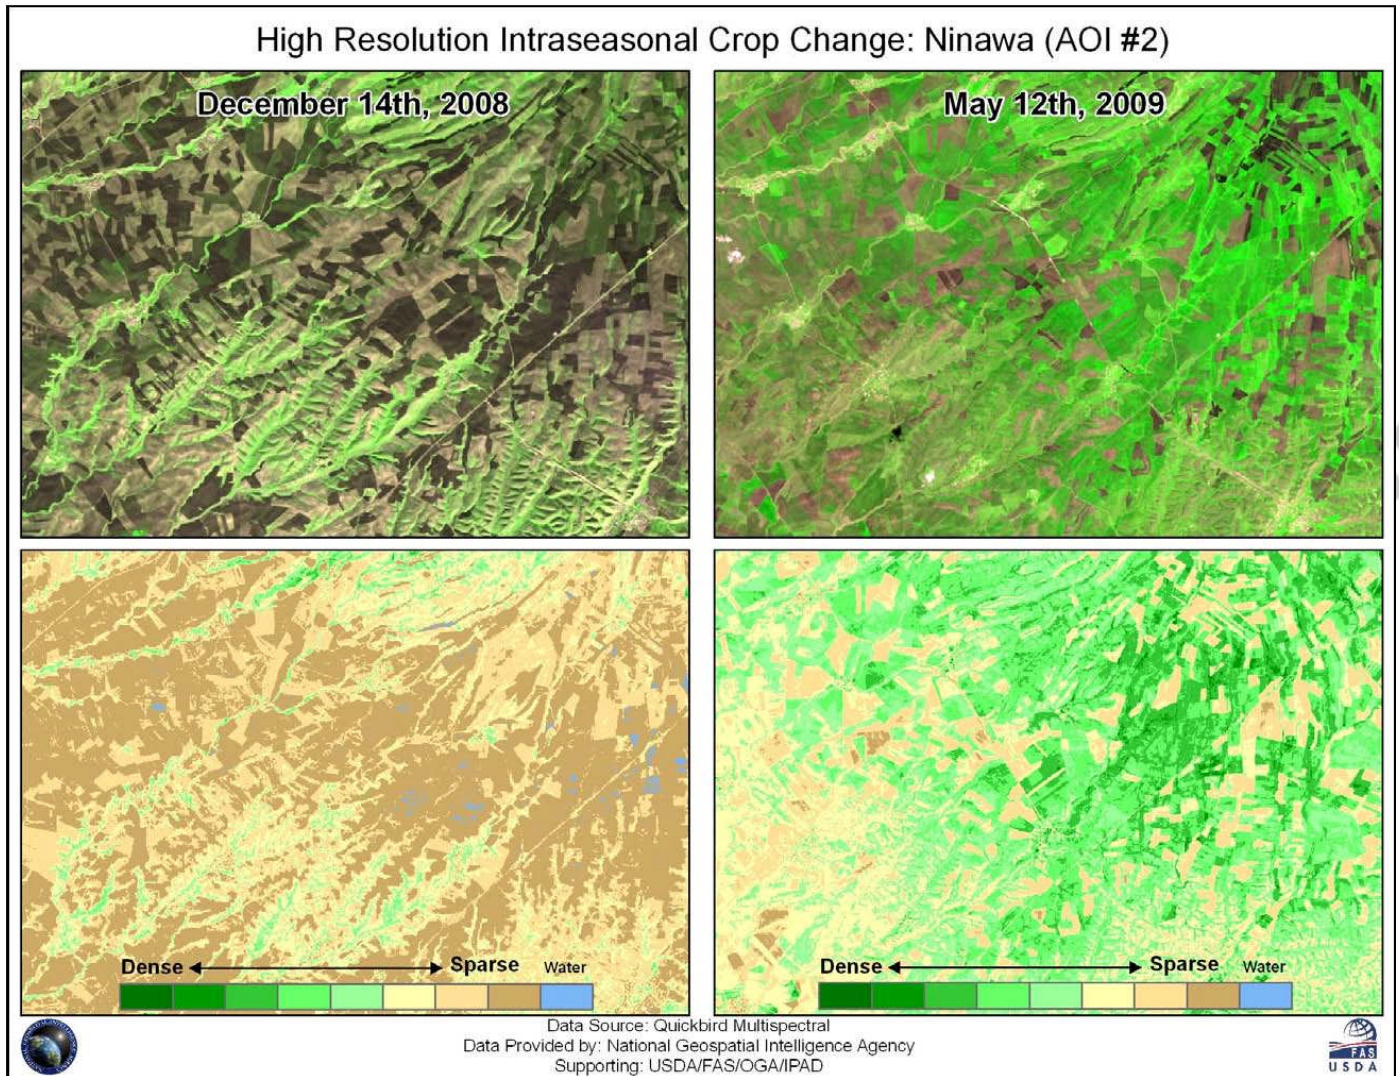 High Resolution Intraseasonal Crop Change: Ninawa (AOI #2)
December 14th, 2008
May 12th, 2009
Dense
Sparse
Water
Dense
Sparse
Water
Data Source: Quickbird Multispectral
Data Provided by: National Geospatial Intelligence Agency
Supporting: USDA/FAS/OGA/IPAD
FAS
USDA